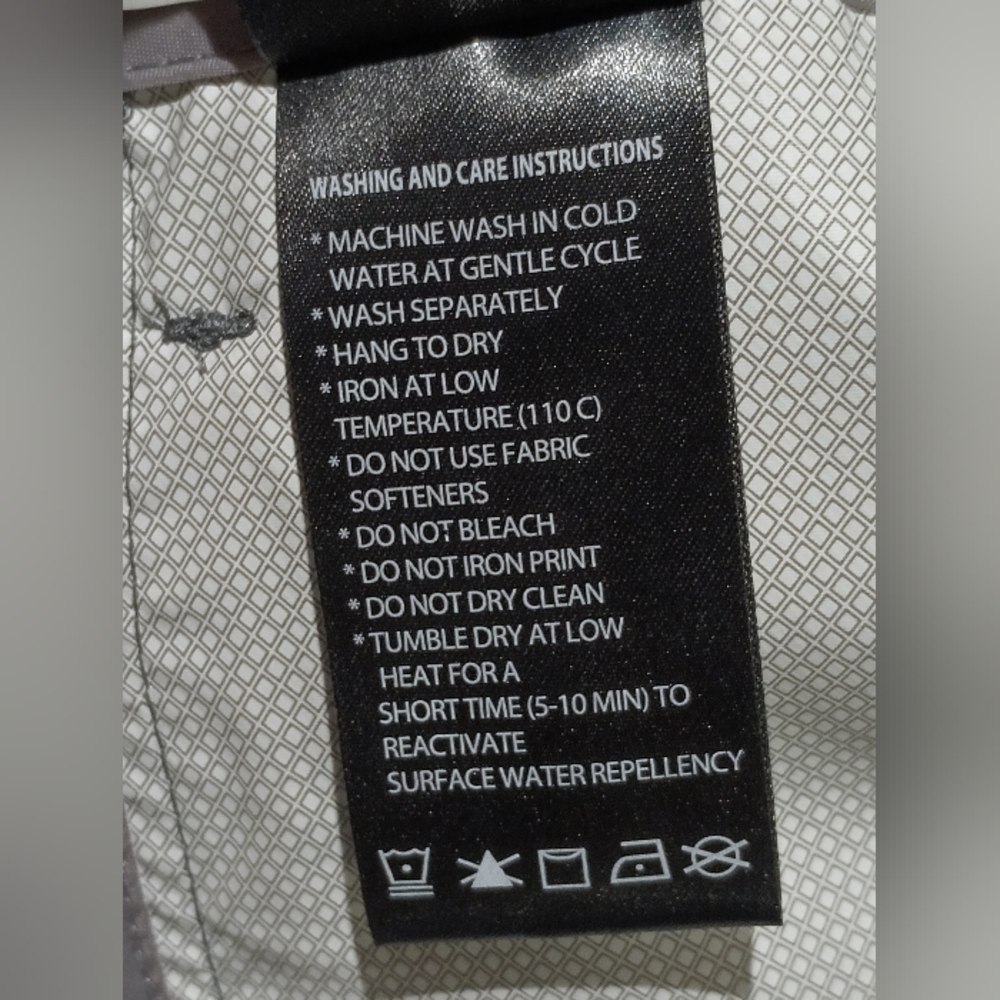 WASHING AND CARE INSTRUCTIONS
* MACHINE WASH IN COLD
WATER AT GENTLE CYCLE
* WASH SEPARATELY
* HANG TO DRY
* IRON AT LOW
TEMPERATURE (110 C)
* DO NOT USE FABRIC
SOFTENERS
* DO NOT BLEACH
* DO NOT IRON PRINT
* DO NOT DRY CLEAN
* TUMBLE DRY AT LOW
HEAT FOR A
SHORT TIME (5-10 MIN) TO
REACTIVATE
SURFACE WATER REPELLENCY